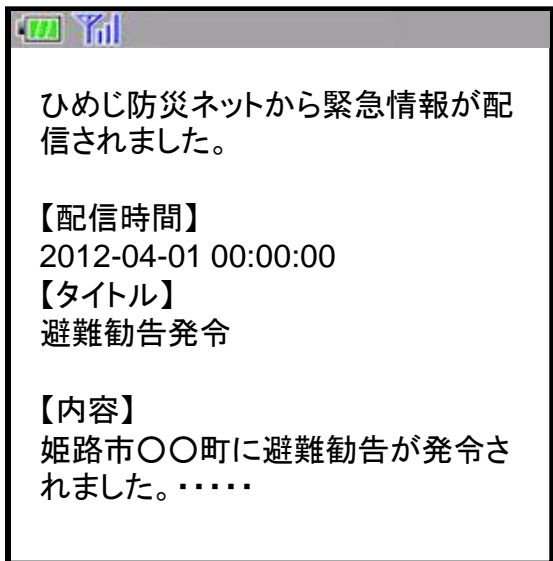 ひめじ防災ネットから緊急情報が配
信されました。
【配信時間】
2012-04-01 00:00:00
【タイトル】
避難勧告発令
【内容】
姫路市〇〇町に避難勧告が発令さ
れました。・・・・・